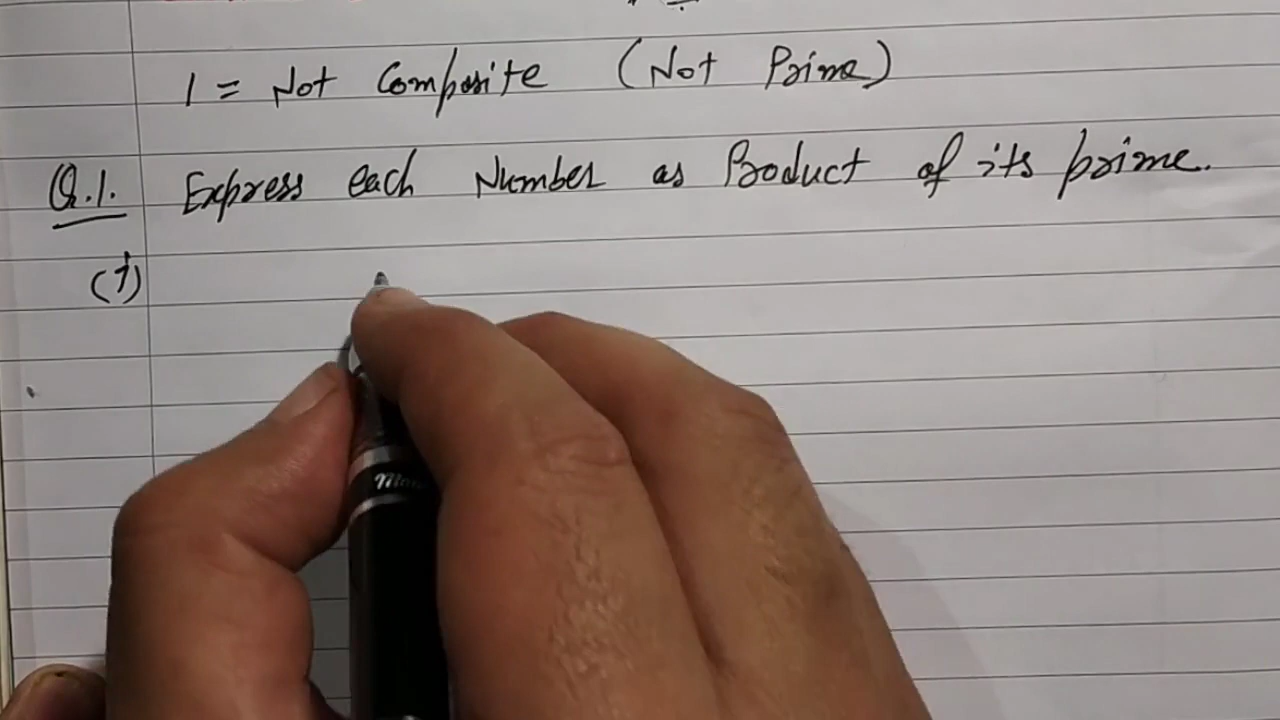 1 = Not Composite (Not Prime)
Q.1. Express each Number as Product of its prime.
(i)